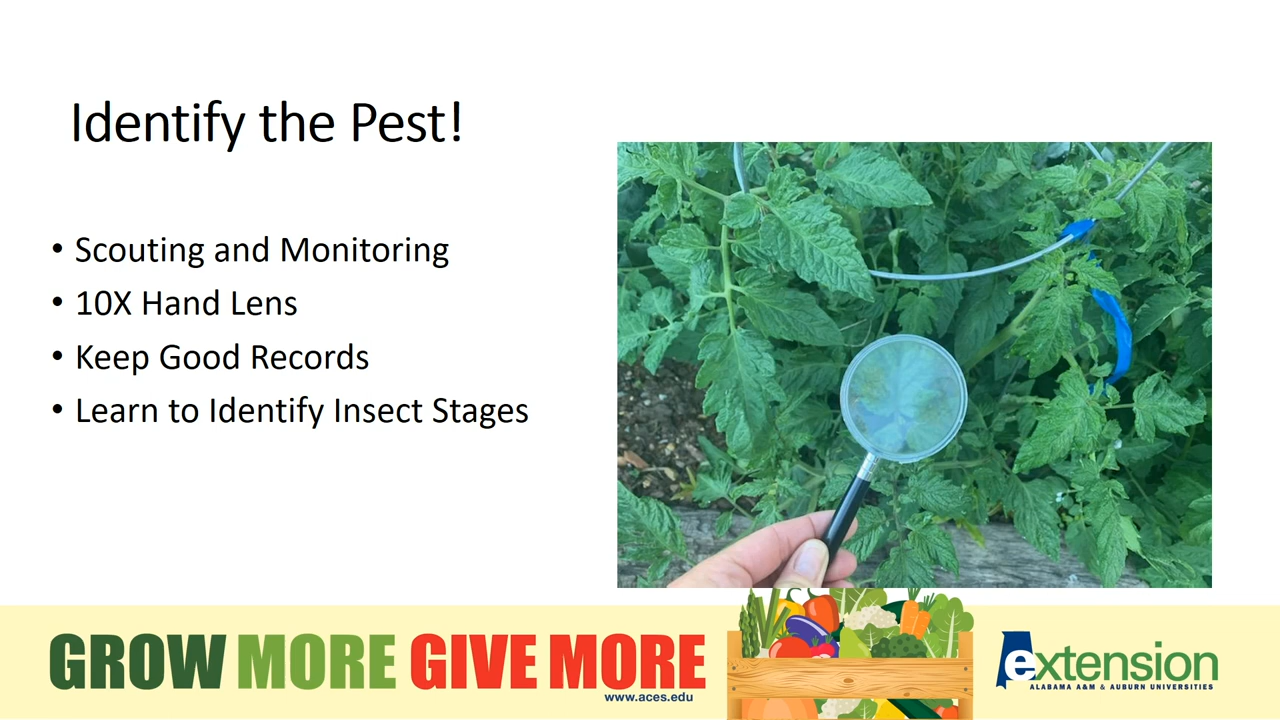 Identify the Pest!
• Scouting and Monitoring
• 10X Hand Lens
• Keep Good Records
• Learn to Identify Insect Stages
GROW MORE GIVE MORE
www.aces.edu
extension
ALABAMA A&M & AUBURN UNIVERSITIES